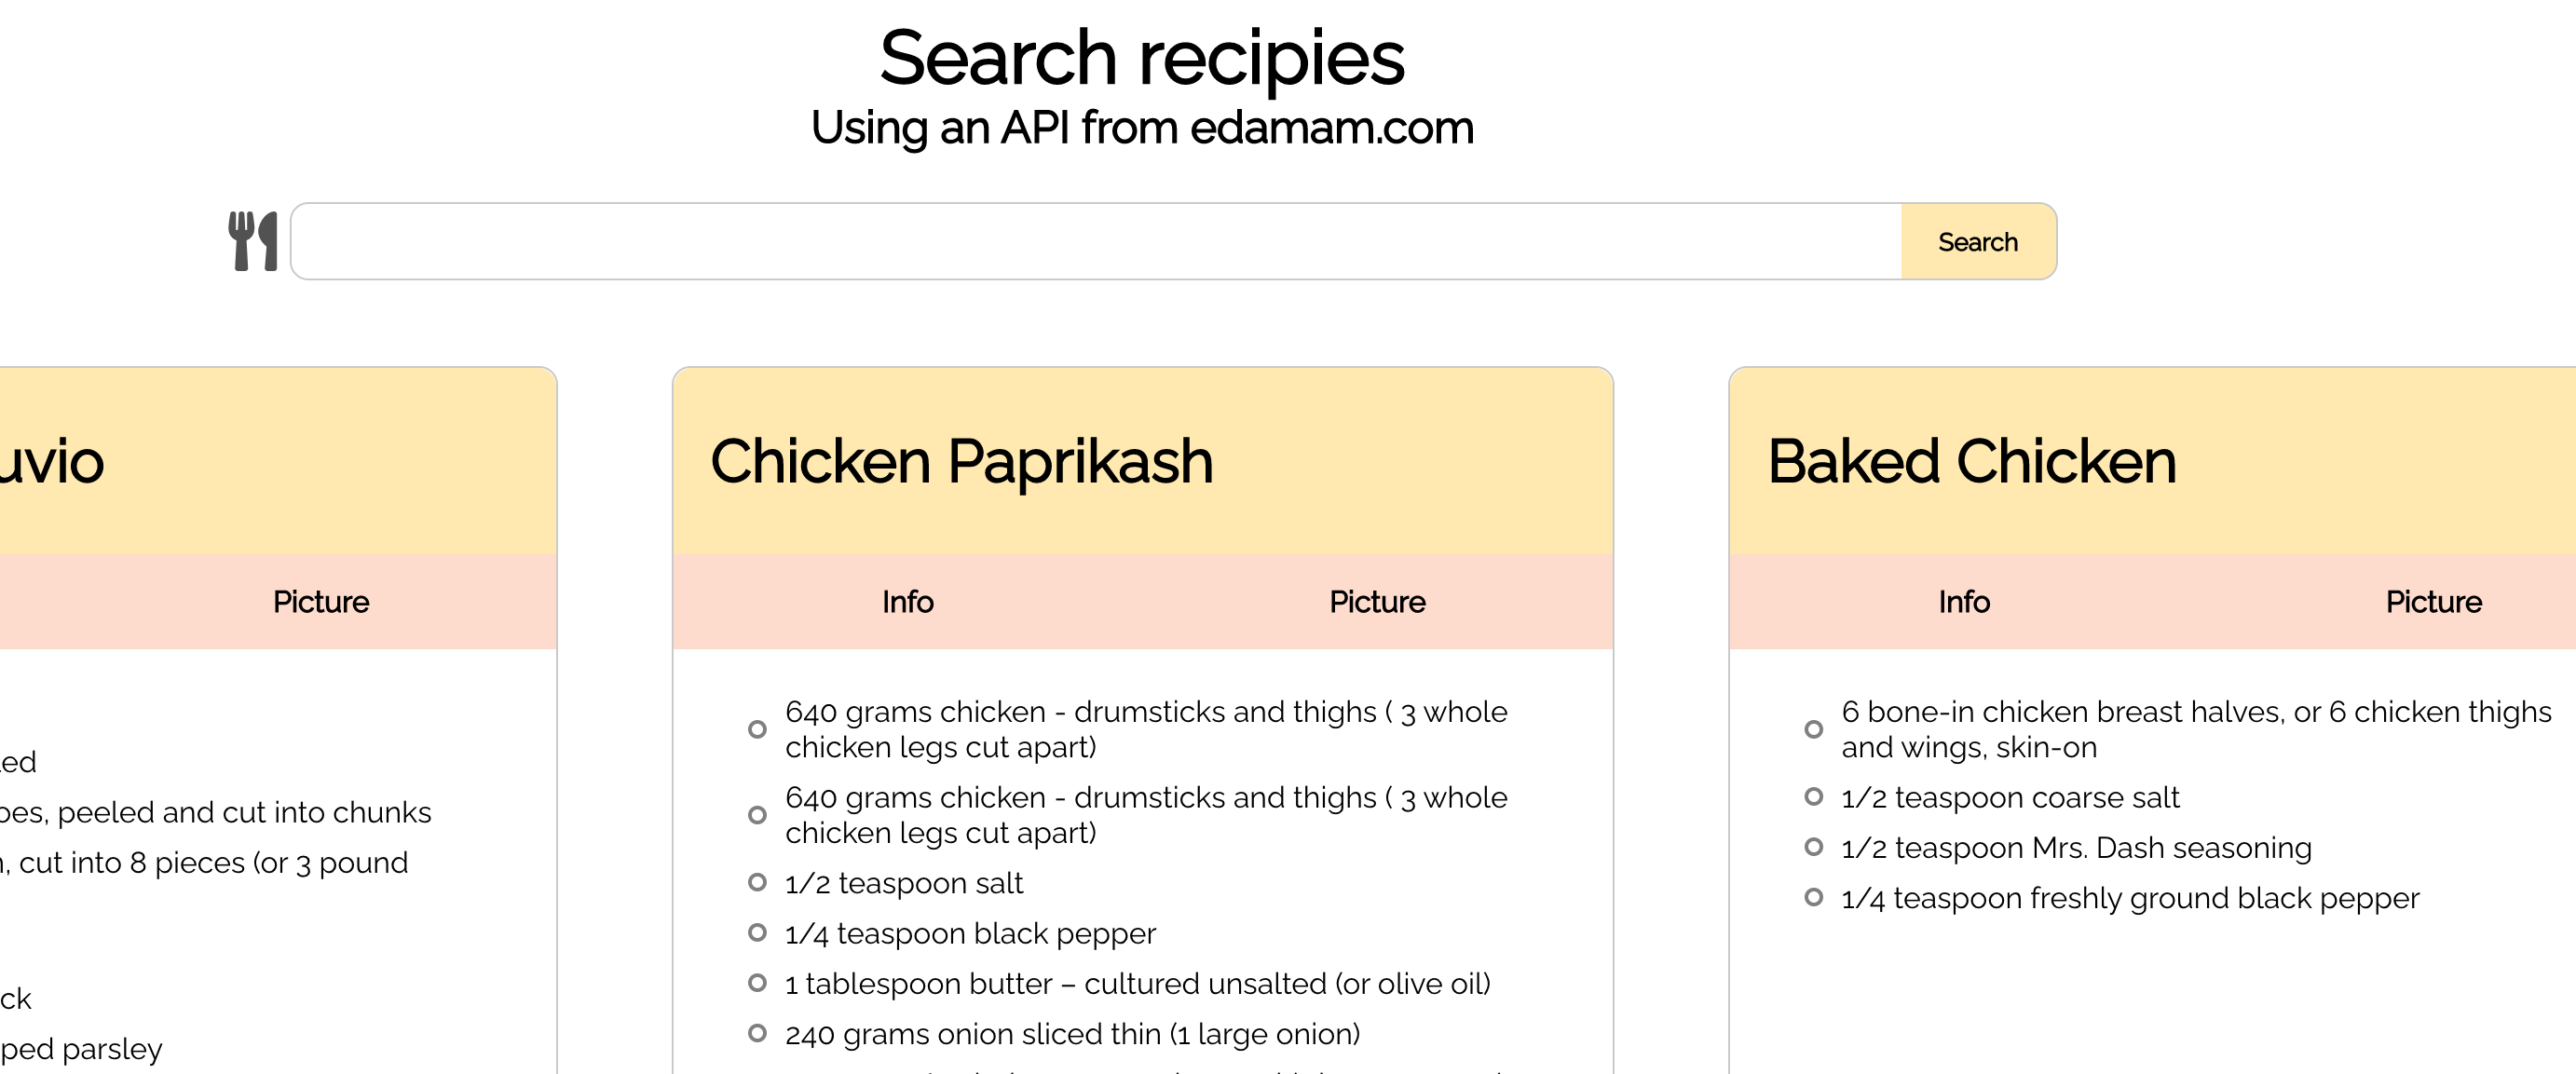 Search recipies
Using an API from edamam.com
Search
uvio
Picture
oes, peeled and cut into chunks
, cut into 8 pieces (or 3 pound
ck
ped parsley
Chicken Paprikash
Info
Picture
640 grams chicken - drumsticks and thighs ( 3 whole
chicken legs cut apart)
640 grams chicken - drumsticks and thighs ( 3 whole
chicken legs cut apart)
1/2 teaspoon salt
1/4 teaspoon black pepper
1 tablespoon butter – cultured unsalted (or olive oil)
240 grams onion sliced thin (1 large onion)
Baked Chicken
Info
Picture
6 bone-in chicken breast halves, or 6 chicken thighs
and wings, skin-on
1/2 teaspoon coarse salt
1/2 teaspoon Mrs. Dash seasoning
1/4 teaspoon freshly ground black pepper